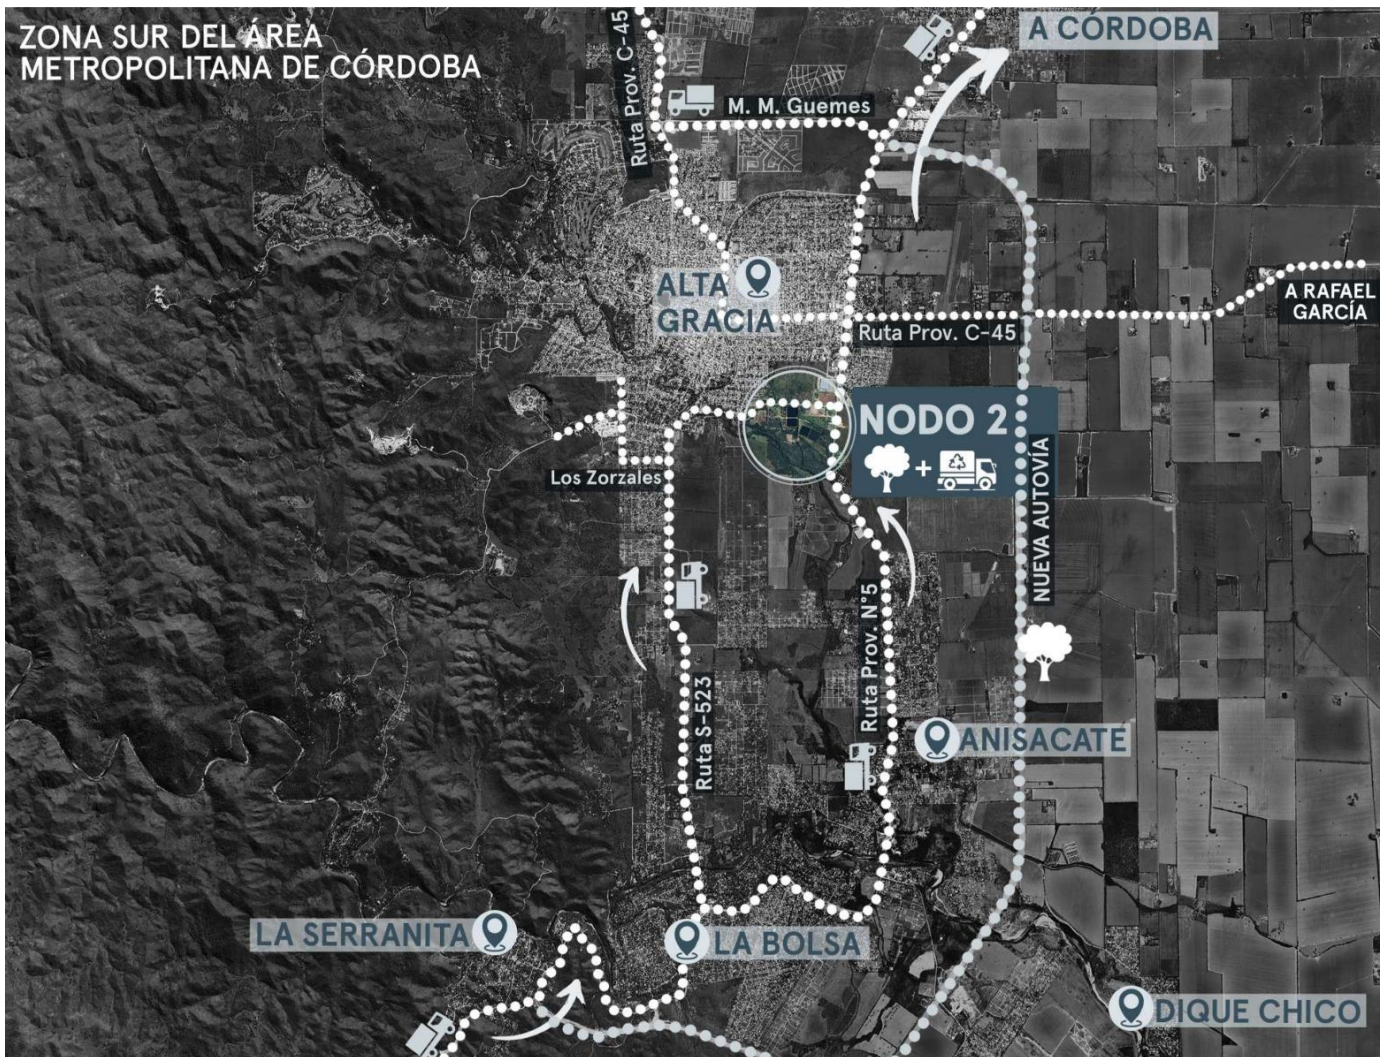 ZONA SUR DEL ÁREA
METROPOLITANA DE CÓRDOBA
Ruta Prov. C-45
A CÓRDOBA
M. M. Guemes
ALTA
GRACIA
A RAFAEL
GARCÍA
Ruta Prov. C-45
NODO 2
+
Los Zorzales
NUEVA AUTOVÍA
Ruta Prov. N°5
Ruta S-523
ANISACATE
LA SERRANITA
LA BOLSA
DIQUE CHICO